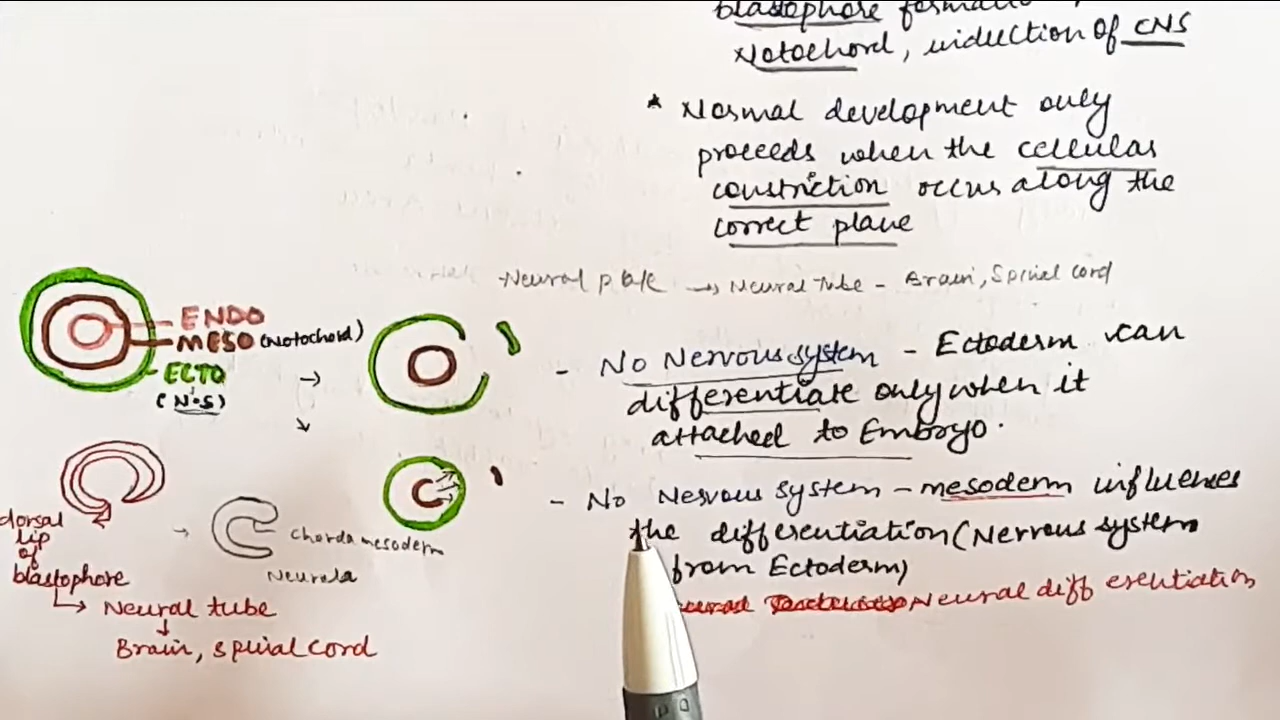 blastophore formatio
Notochord, induction of CNS
* Normal development only
proceeds when the cellular
constriction occurs along the
correct plane
Neural plate → Neural tube - Brain, Spinal cord
ENDO
MESO (Notochord)
ECTO
(N.S)
- No Nervous system - Ectoderm can
differentiate only when it
attached to Embryo.
- No Nervous system - mesoderm influences
the differentiation (Nervous system
from Ectoderm)
Neural differentiation
dorsal
lip
of
blastophore
→ Neural tube
↓
Brain, spinal cord
→
Chordamesoderm
Neurula